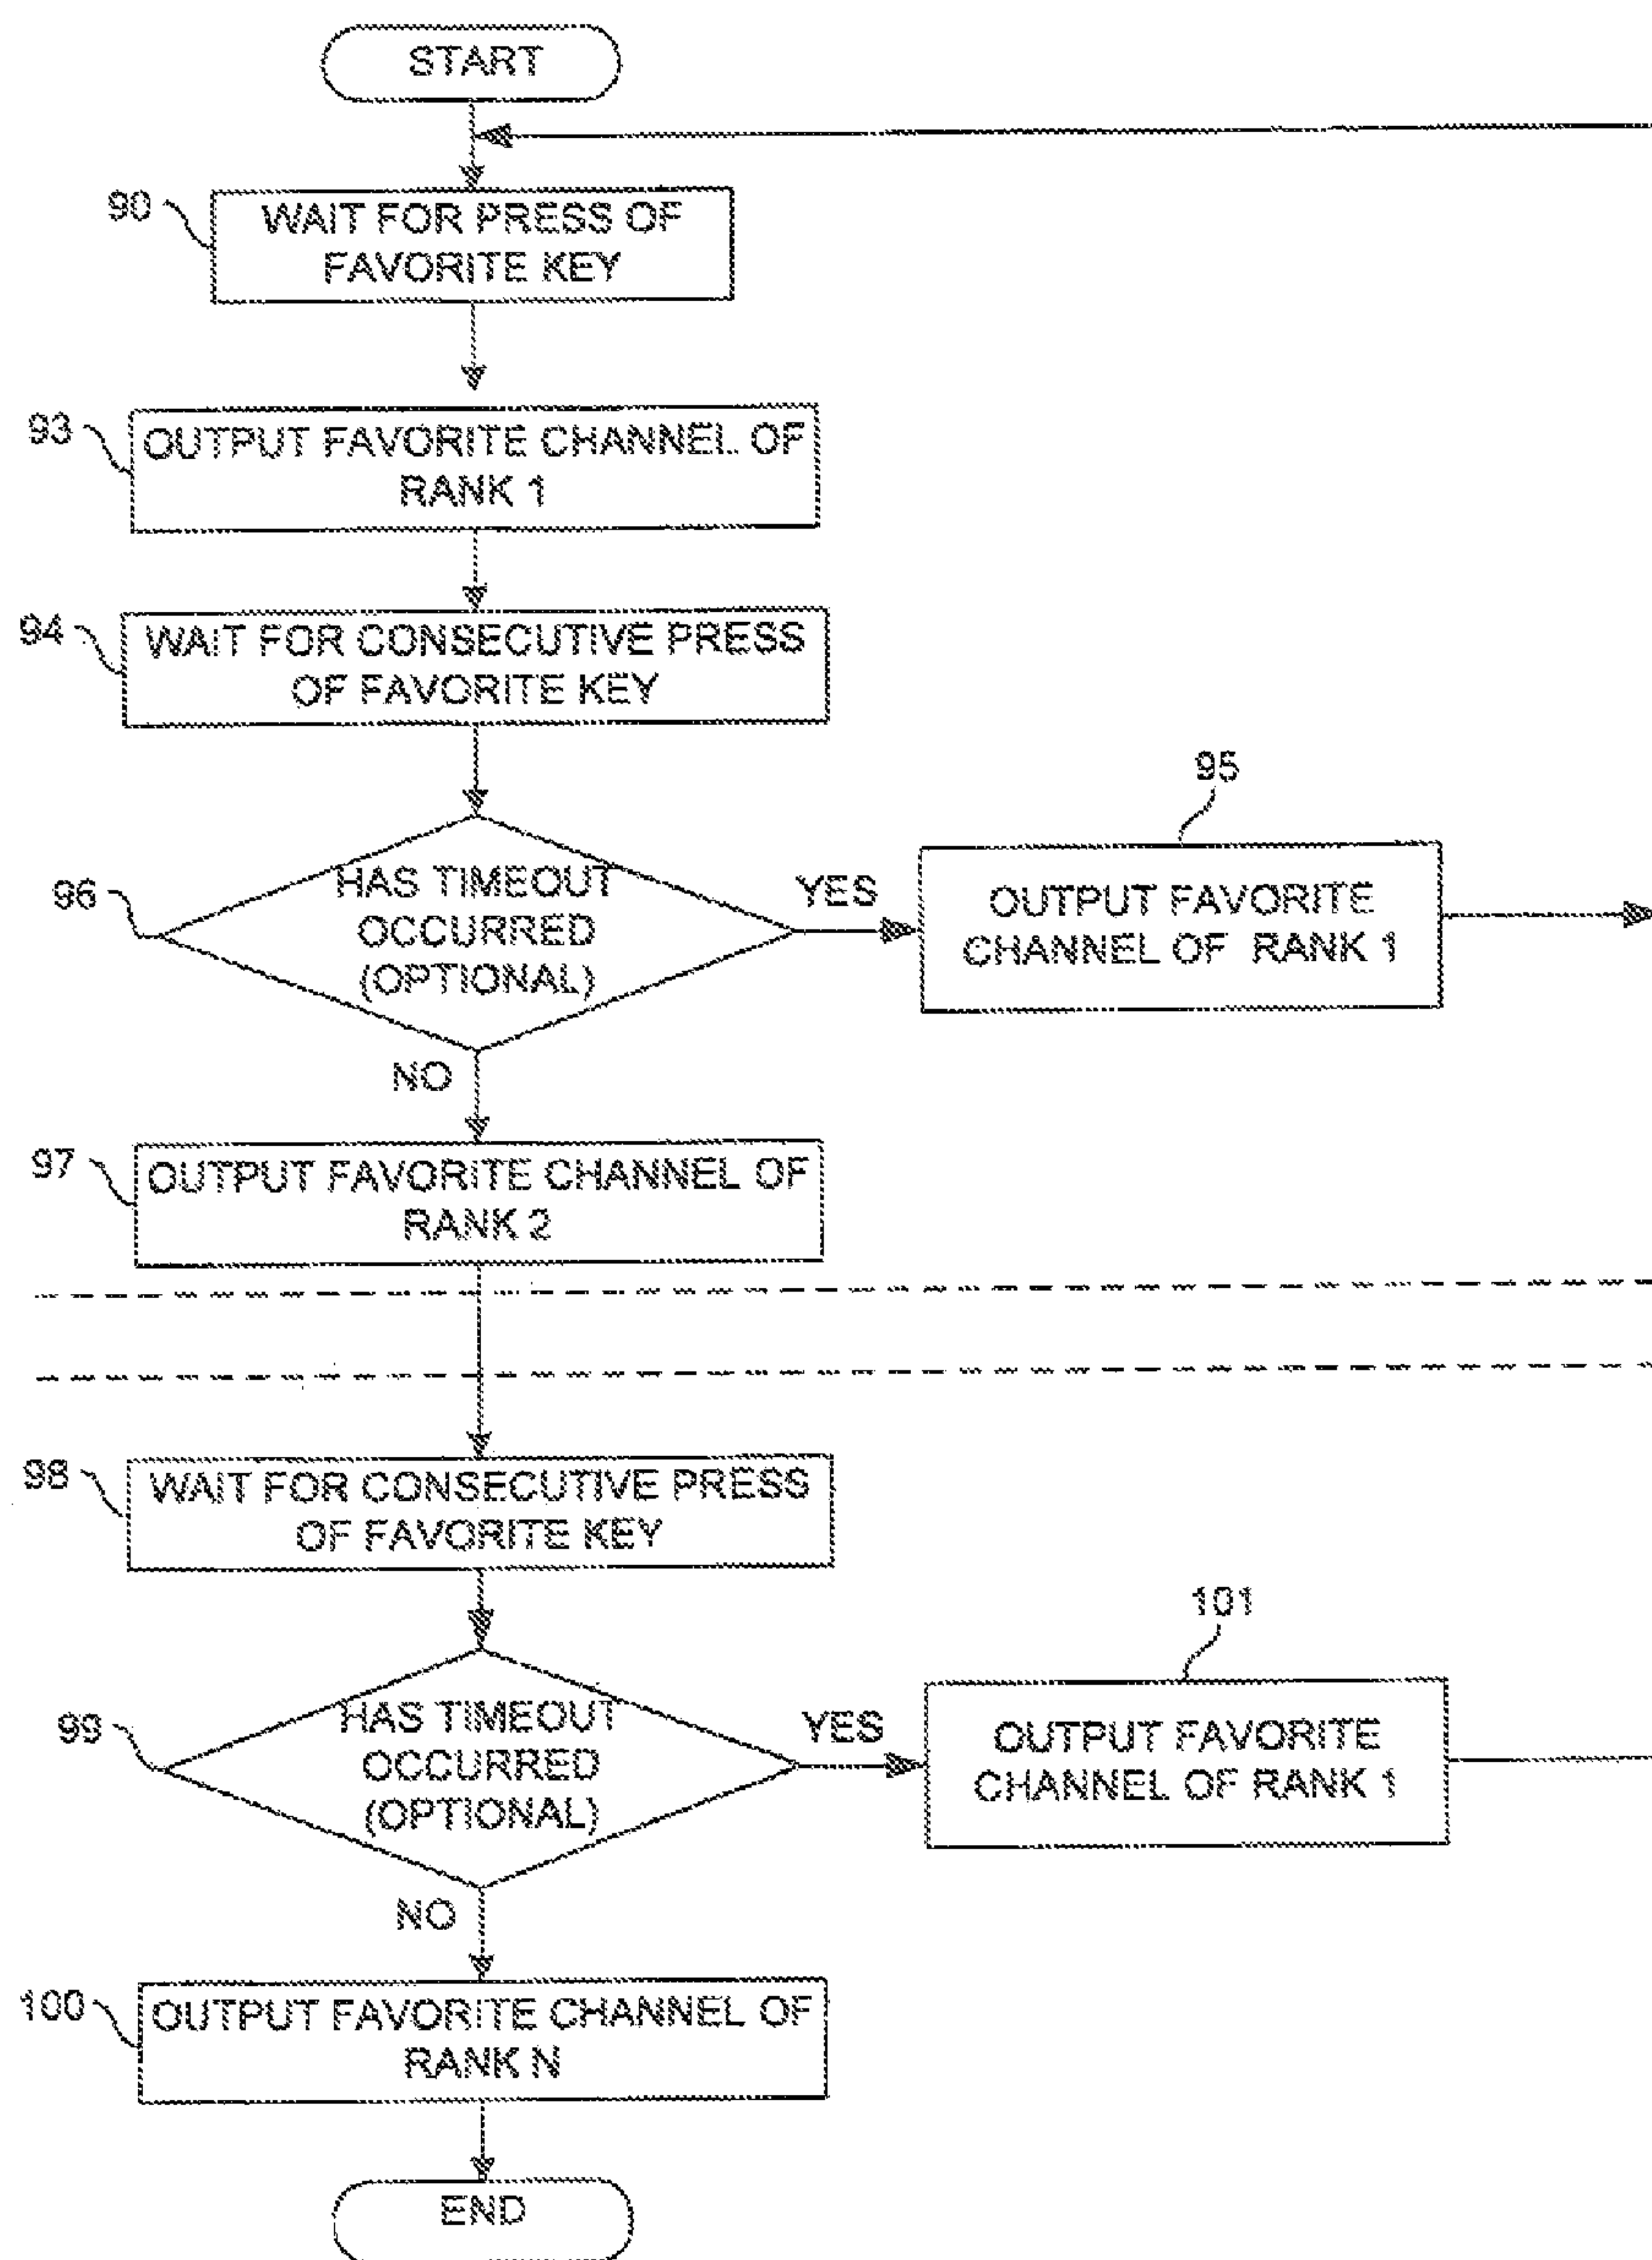 START
90
WAIT FOR PRESS OF
FAVORITE KEY
93
OUTPUT FAVORITE CHANNEL OF
RANK 1
94
WAIT FOR CONSECUTIVE PRESS
OF FAVORITE KEY
96
HAS TIMEOUT
OCCURRED
(OPTIONAL)
YES
95
OUTPUT FAVORITE
CHANNEL OF RANK 1
NO
97
OUTPUT FAVORITE CHANNEL OF
RANK 2
98
WAIT FOR CONSECUTIVE PRESS
OF FAVORITE KEY
99
HAS TIMEOUT
OCCURRED
(OPTIONAL)
YES
101
OUTPUT FAVORITE
CHANNEL OF RANK 1
NO
100
OUTPUT FAVORITE CHANNEL OF
RANK N
END